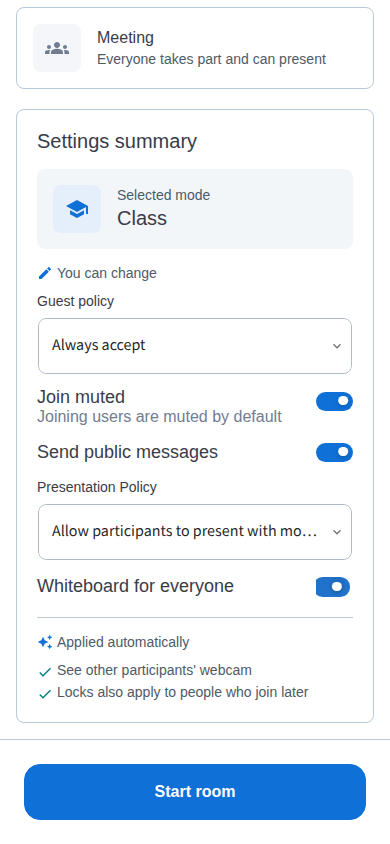 Meeting
Everyone takes part and can present
Settings summary
Selected mode
Class
You can change
Guest policy
Always accept
Join muted
Joining users are muted by default
Send public messages
Presentation Policy
Allow participants to present with mo...
Whiteboard for everyone
Applied automatically
See other participants' webcam
Locks also apply to people who join later
Start room